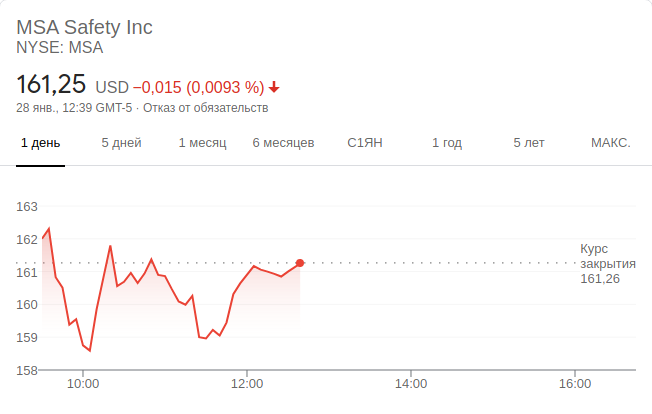 MSA Safety Inc
NYSE: MSA
161,25 USD −0,015 (0,0093 %)
28 янв., 12:39 GMT-5 · Отказ от обязательств
1 день 5 дней 1 месяц 6 месяцев С1ЯН 1 год 5 лет МАКС.
163
162
Курс
закрытия
161,26
161
160
159
158
10:00 12:00 14:00 16:00